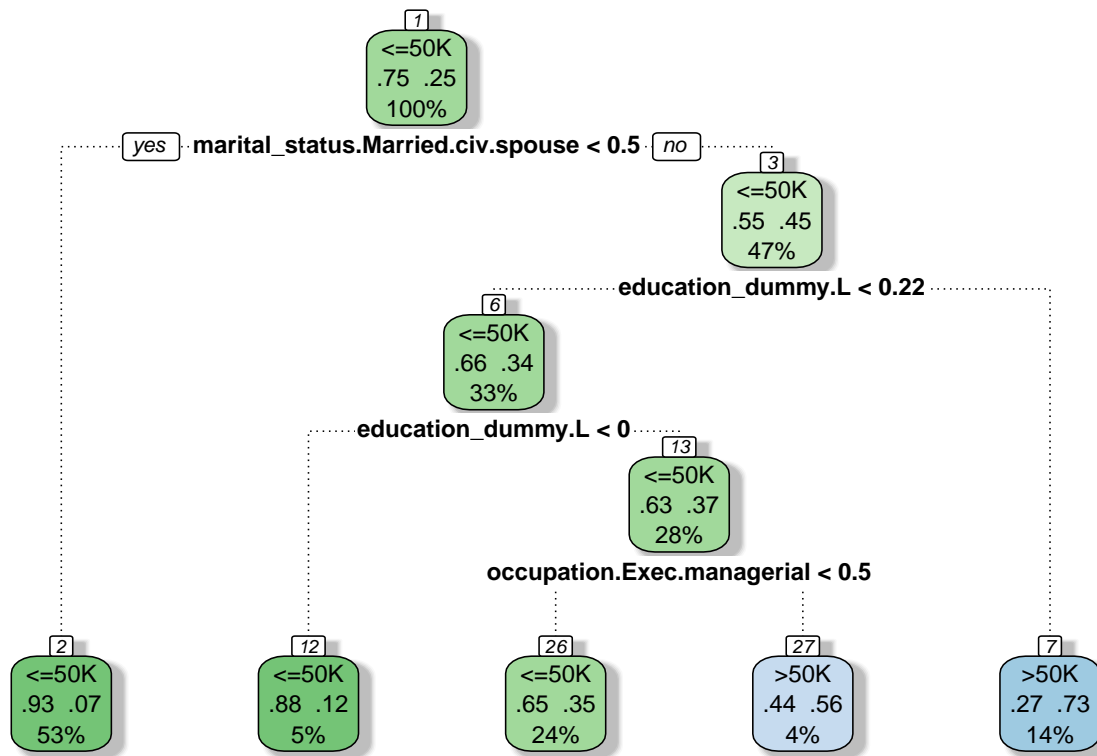 1
<=50K
.75 .25
100%
yes marital_status.Married.civ.spouse < 0.5 no
3
<=50K
.55 .45
47%
education_dummy.L < 0.22
6
<=50K
.66 .34
33%
education_dummy.L < 0
13
<=50K
.63 .37
28%
occupation.Exec.managerial < 0.5
2
<=50K
.93 .07
53%
12
<=50K
.88 .12
5%
26
<=50K
.65 .35
24%
27
>50K
.44 .56
4%
7
>50K
.27 .73
14%